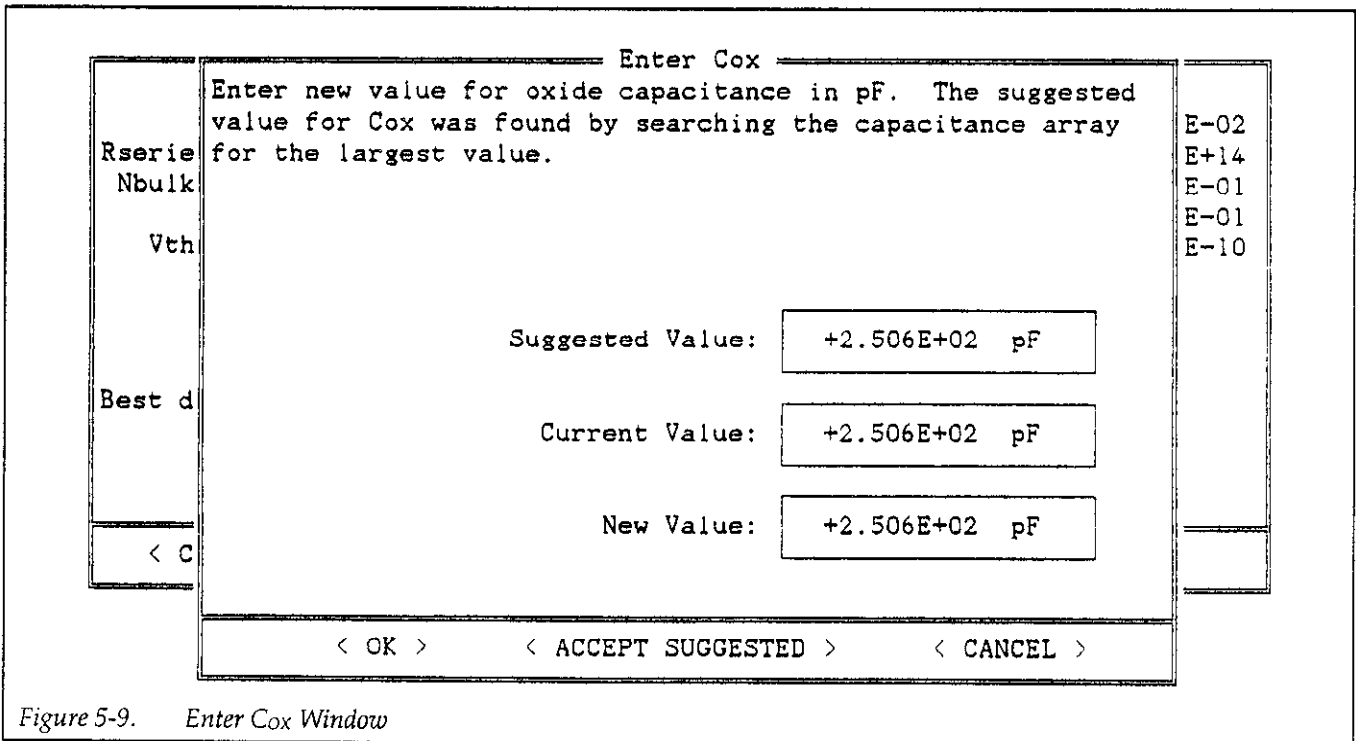 Enter Cox
Enter new value for oxide capacitance in pF. The suggested
value for Cox was found by searching the capacitance array
for the largest value.
E-02
Rserie E+14
Nbulk E-01
E-01
Vth E-10
Suggested Value: +2.506E+02 pF
Best d
Current Value: +2.506E+02 pF
New Value: +2.506E+02 pF
< C
< OK > < ACCEPT SUGGESTED > < CANCEL >
Figure 5-9. Enter Cox Window